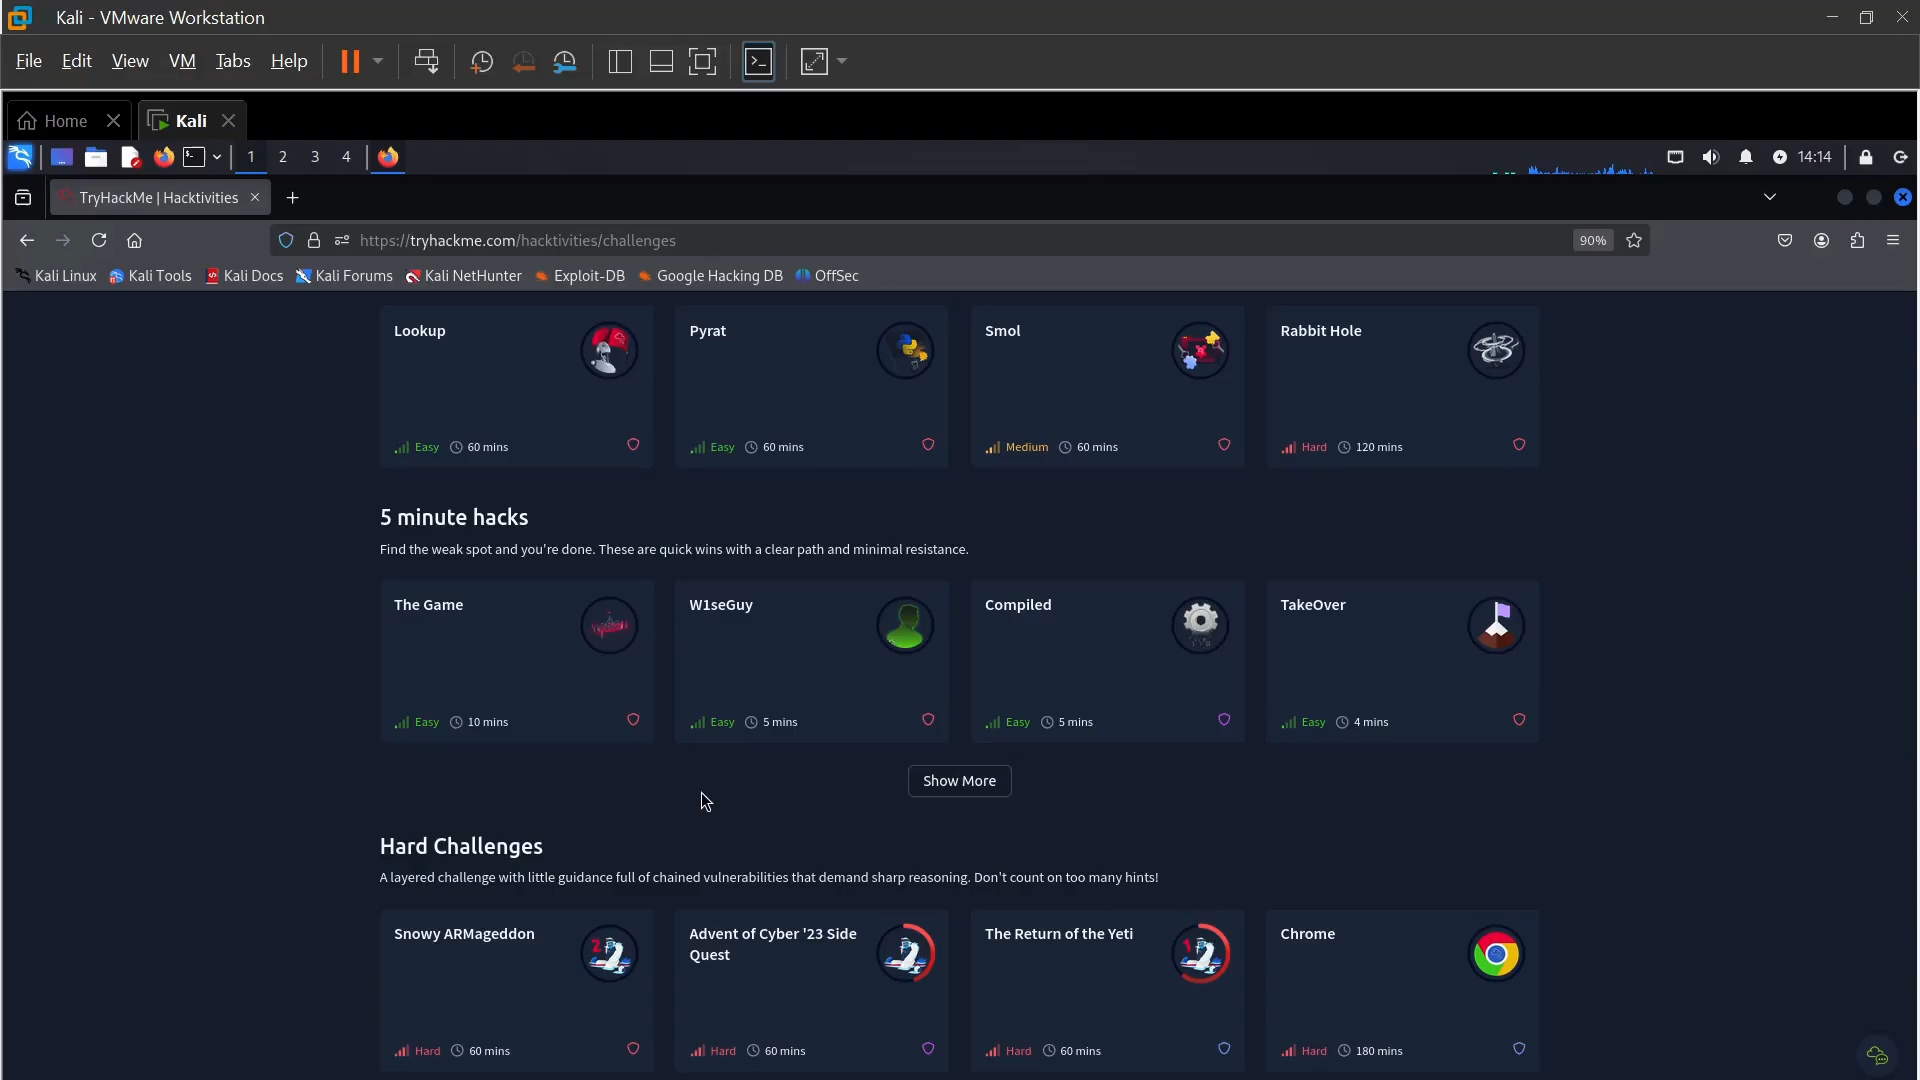 Kali - VMware Workstation
File Edit View VM Tabs Help
Home Kali
1 2 3 4 14:14
TryHackMe | Hacktivities
https://tryhackme.com/hacktivities/challenges 90%
Kali Linux Kali Tools Kali Docs Kali Forums Kali NetHunter Exploit-DB Google Hacking DB OffSec
Lookup Pyrat Smol Rabbit Hole
Easy 60 mins Easy 60 mins Medium 60 mins Hard 120 mins
5 minute hacks
Find the weak spot and you're done. These are quick wins with a clear path and minimal resistance.
The Game W1seGuy Compiled TakeOver
Easy 10 mins Easy 5 mins Easy 5 mins Easy 4 mins
Show More
Hard Challenges
A layered challenge with little guidance full of chained vulnerabilities that demand sharp reasoning. Don't count on too many hints!
Snowy ARMageddon Advent of Cyber '23 Side The Return of the Yeti Chrome
Quest
2 1
Hard 60 mins Hard 60 mins Hard 60 mins Hard 180 mins